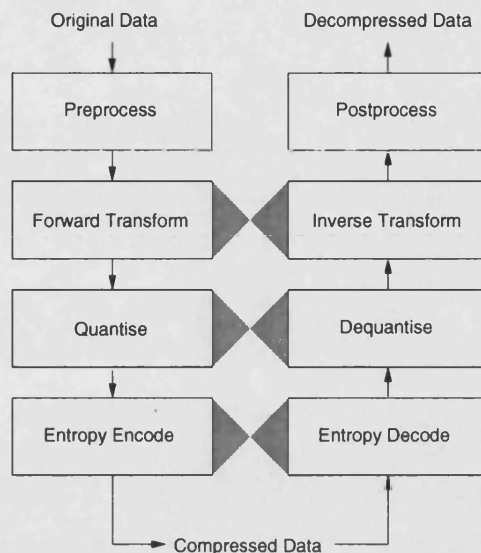 Original Data
Decompressed Data
Preprocess
Postprocess
Forward Transform
Inverse Transform
Quantise
Dequantise
Entropy Encode
Entropy Decode
Compressed Data